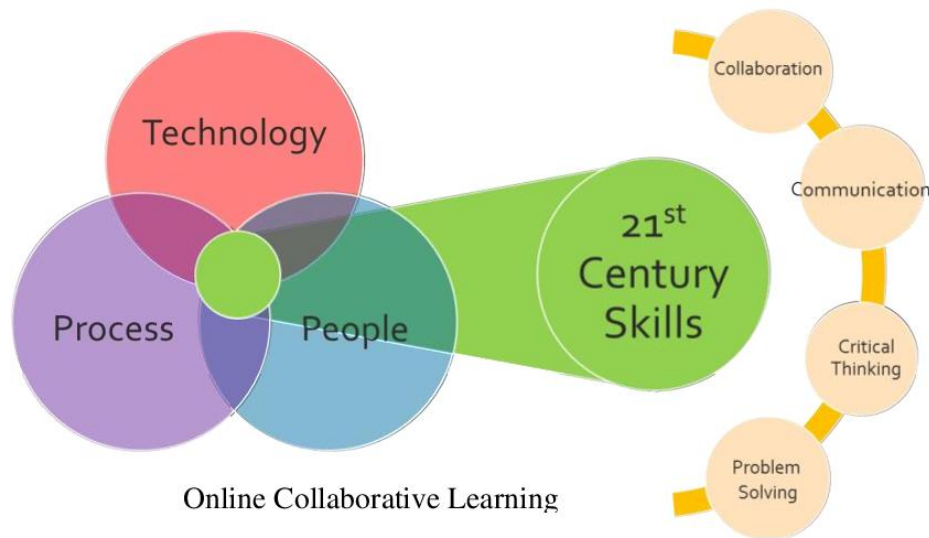 Technology
Process
People
21st
Century
Skills
Collaboration
Communication
Critical
Thinking
Problem
Solving
Online Collaborative Learning